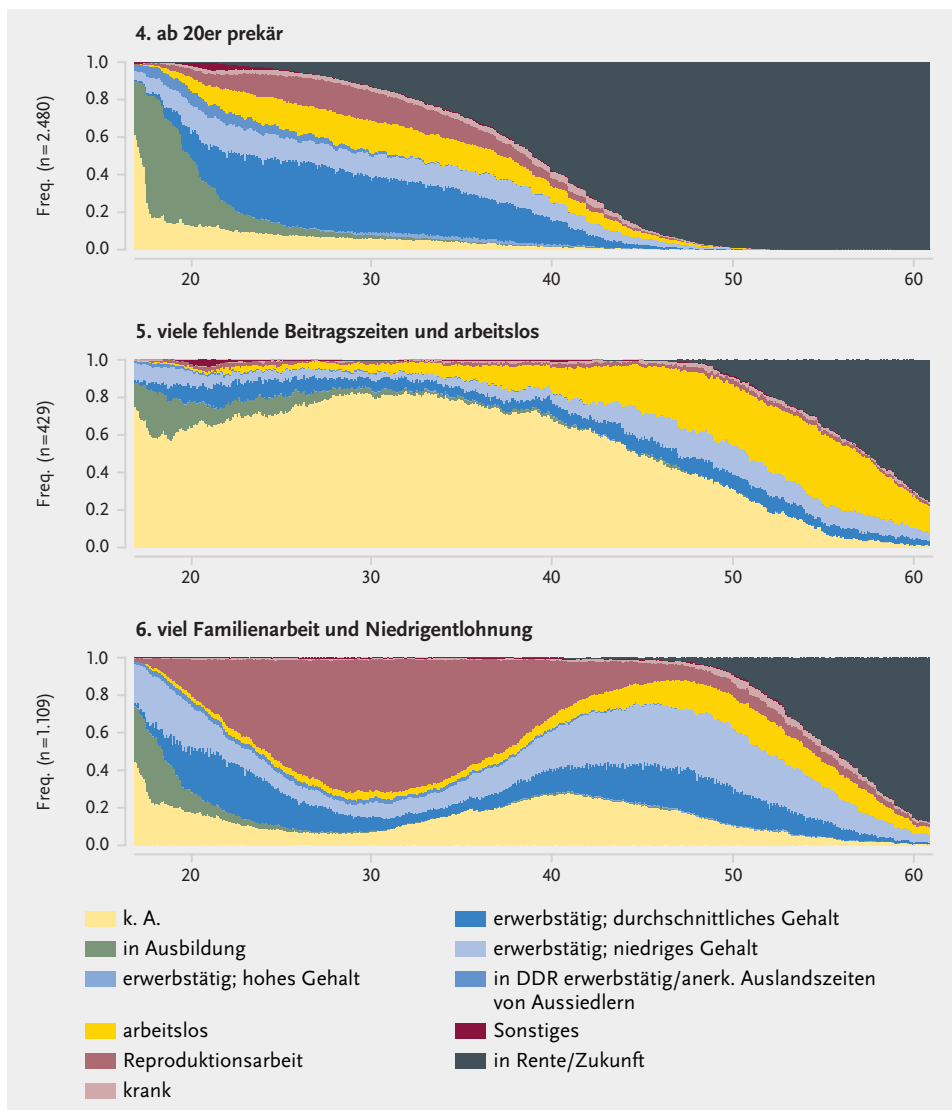 4. ab 20er prekär
Freq. (n = 2.480)
1.0
0.8
0.6
0.4
0.2
0.0
20 30 40 50 60
5. viele fehlende Beitragszeiten und arbeitslos
Freq. (n=429)
1.0
0.8
0.6
0.4
0.2
0.0
20 30 40 50 60
6. viel Familienarbeit und Niedrigentlohnung
Freq. (n=1.109)
1.0
0.8
0.6
0.4
0.2
0.0
20 30 40 50 60
k. A.
in Ausbildung
erwerbstätig; hohes Gehalt
arbeitslos
Reproduktionsarbeit
krank
erwerbstätig; durchschnittliches Gehalt
erwerbstätig; niedriges Gehalt
in DDR erwerbstätig/anerk. Auslandszeiten
von Aussiedlern
Sonstiges
in Rente/Zukunft